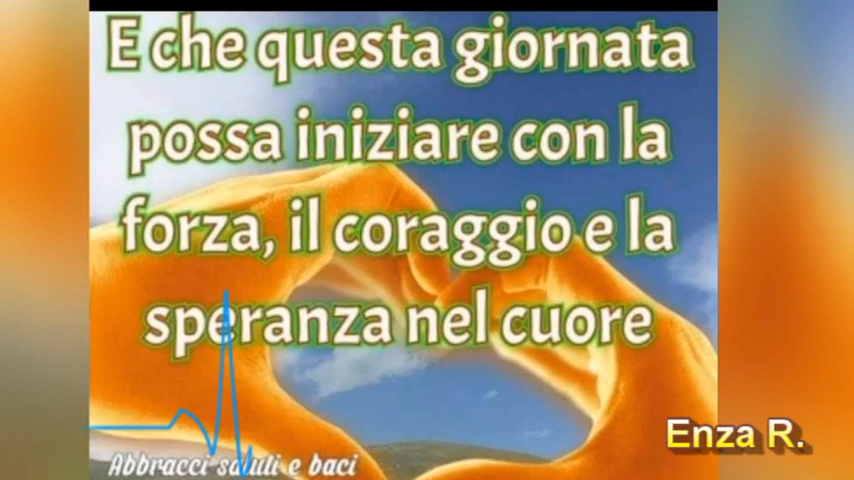 E che questa giornata
possa iniziare con la
forza, il coraggio e la
speranza nel cuore
Enza R.
Abbracci saluti e baci